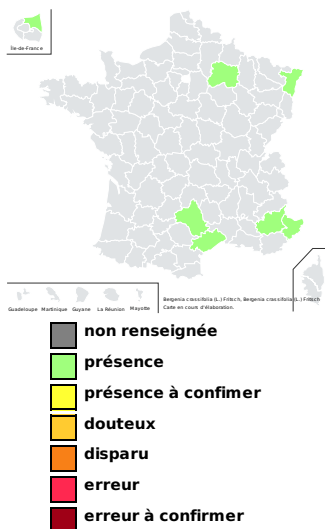 Île-de-France
Guadeloupe Martinique Guyane La Réunion Mayotte
Bergenia crassifolia (L.) Fritsch, Bergenia crassifolia (L.) Fritsch
Carte en cours d'élaboration.
non renseignée
présence
présence à confimer
douteux
disparu
erreur
erreur à confirmer